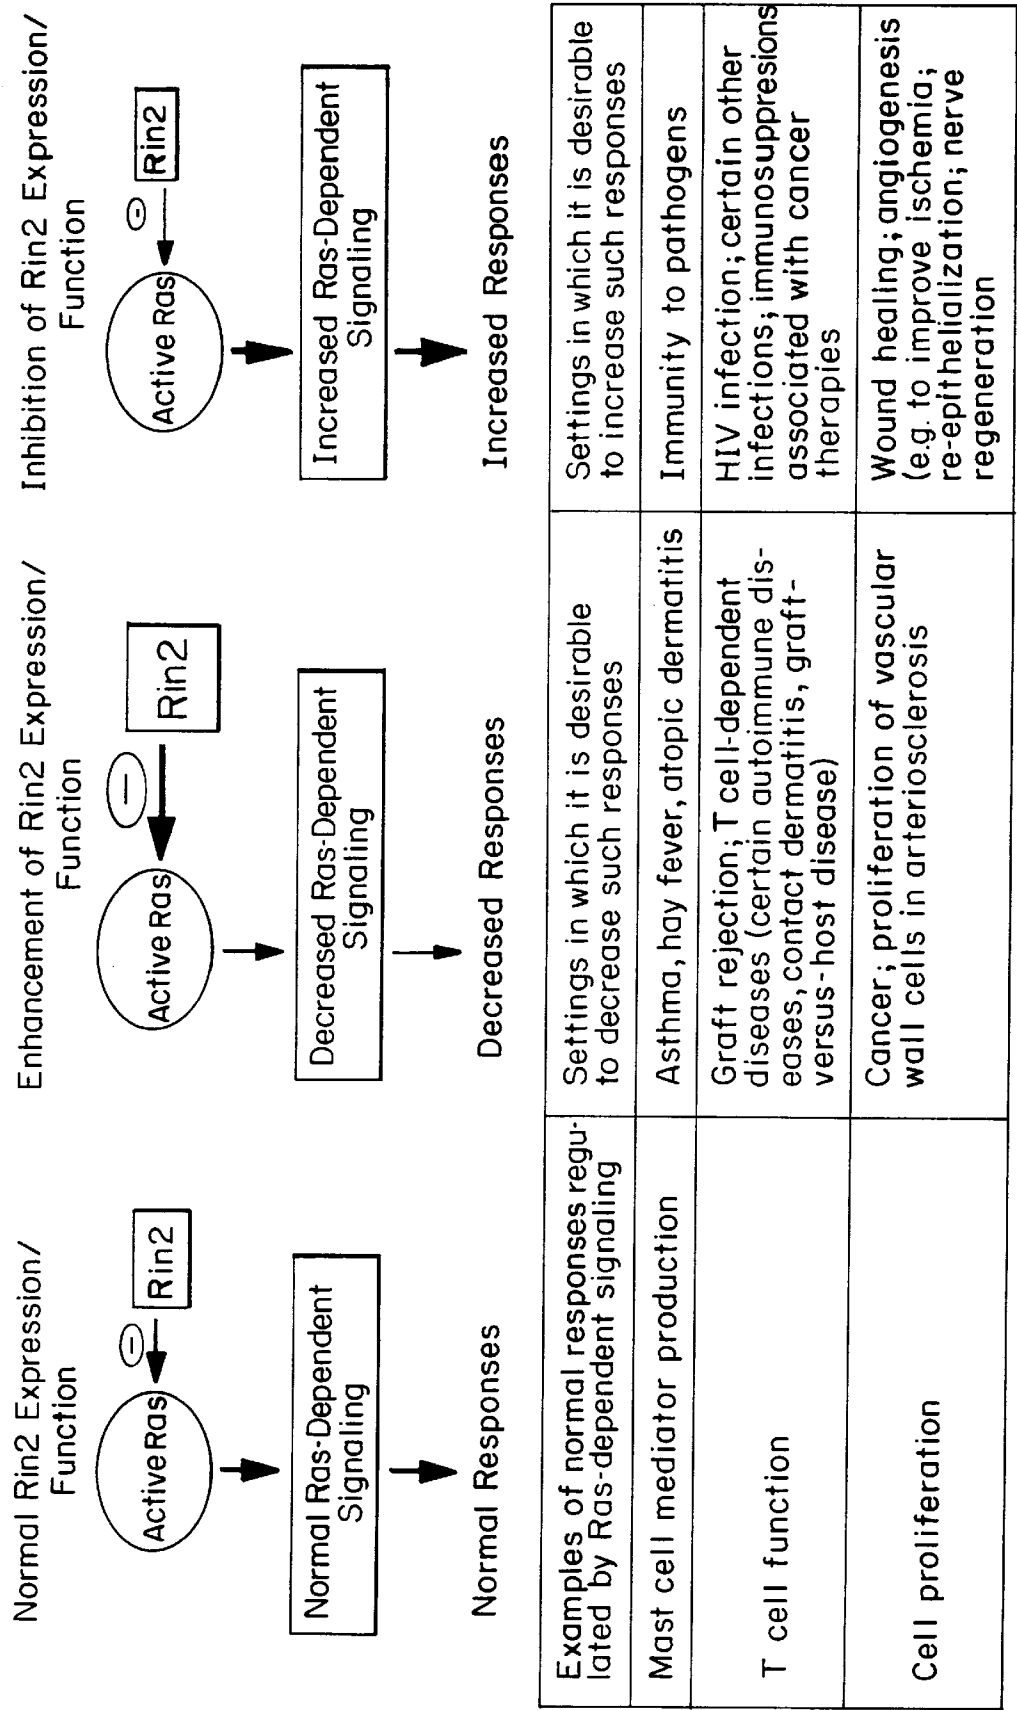 Normal Rin2 Expression/
Function
Active Ras
−
Rin2
Normal Ras-Dependent
Signaling
Normal Responses
Enhancement of Rin2 Expression/
Function
Active Ras
−
Rin2
Decreased Ras-Dependent
Signaling
Decreased Responses
Inhibition of Rin2 Expression/
Function
Active Ras
−
Rin2
Increased Ras-Dependent
Signaling
Increased Responses
Examples of normal responses regu-
lated by Ras-dependent signaling
Settings in which it is desirable
to decrease such responses
Settings in which it is desirable
to increase such responses
Mast cell mediator production
Asthma, hay fever, atopic dermatitis
Immunity to pathogens
T cell function
Graft rejection; T cell-dependent
diseases (certain autoimmune dis-
eases, contact dermatitis, graft-
versus-host disease)
HIV infection; certain other
infections; immunosuppresions
associated with cancer
therapies
Cell proliferation
Cancer; proliferation of vascular
wall cells in arteriosclerosis
Wound healing; angiogenesis
(e.g. to improve ischemia;
re-epithelialization; nerve
regeneration